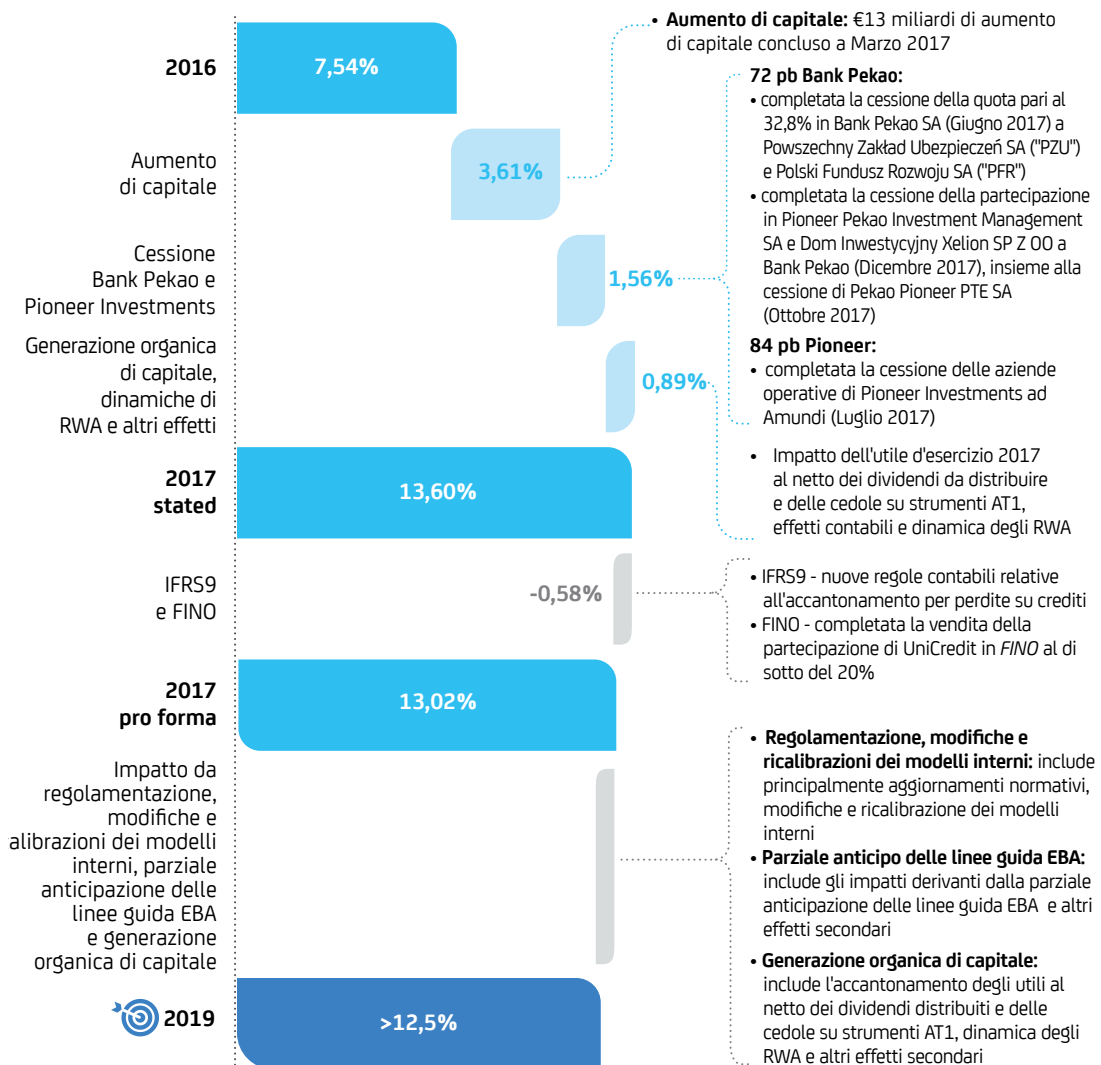 2016
7,54%
• Aumento di capitale: €13 miliardi di aumento
di capitale concluso a Marzo 2017
Aumento
di capitale
3,61%
Cessione
Bank Pekao e
Pioneer Investments
1,56%
72 pb Bank Pekao:
• completata la cessione della quota pari al
32,8% in Bank Pekao SA (Giugno 2017) a
Powszechny Zakład Ubezpieczeń SA ("PZU")
e Polski Fundusz Rozwoju SA ("PFR")
• completata la cessione della partecipazione
in Pioneer Pekao Investment Management
SA e Dom Inwestycyjny Xelion SP Z OO a
Bank Pekao (Dicembre 2017), insieme alla
cessione di Pekao Pioneer PTE SA
(Ottobre 2017)
84 pb Pioneer:
• completata la cessione delle aziende
operative di Pioneer Investments ad
Amundi (Luglio 2017)
Generazione organica
di capitale,
dinamiche di
RWA e altri effetti
0,89%
• Impatto dell'utile d'esercizio 2017
al netto dei dividendi da distribuire
e delle cedole su strumenti AT1,
effetti contabili e dinamica degli RWA
2017
stated
13,60%
IFRS9
e FINO
-0,58%
• IFRS9 - nuove regole contabili relative
all'accantonamento per perdite su crediti
• FINO - completata la vendita della
partecipazione di UniCredit in FINO al di
sotto del 20%
2017
pro forma
13,02%
Impatto da
regolamentazione,
modifiche e
alibrazioni dei modelli
interni, parziale
anticipazione delle
linee guida EBA
e generazione
organica di capitale
• Regolamentazione, modifiche e
ricalibrazioni dei modelli interni: include
principalmente aggiornamenti normativi,
modifiche e ricalibrazione dei modelli
interni
• Parziale anticipo delle linee guida EBA:
include gli impatti derivanti dalla parziale
anticipazione delle linee guida EBA e altri
effetti secondari
• Generazione organica di capitale:
include l'accantonamento degli utili al
netto dei dividendi distribuiti e delle
cedole su strumenti AT1, dinamica degli
RWA e altri effetti secondari
2019
>12,5%